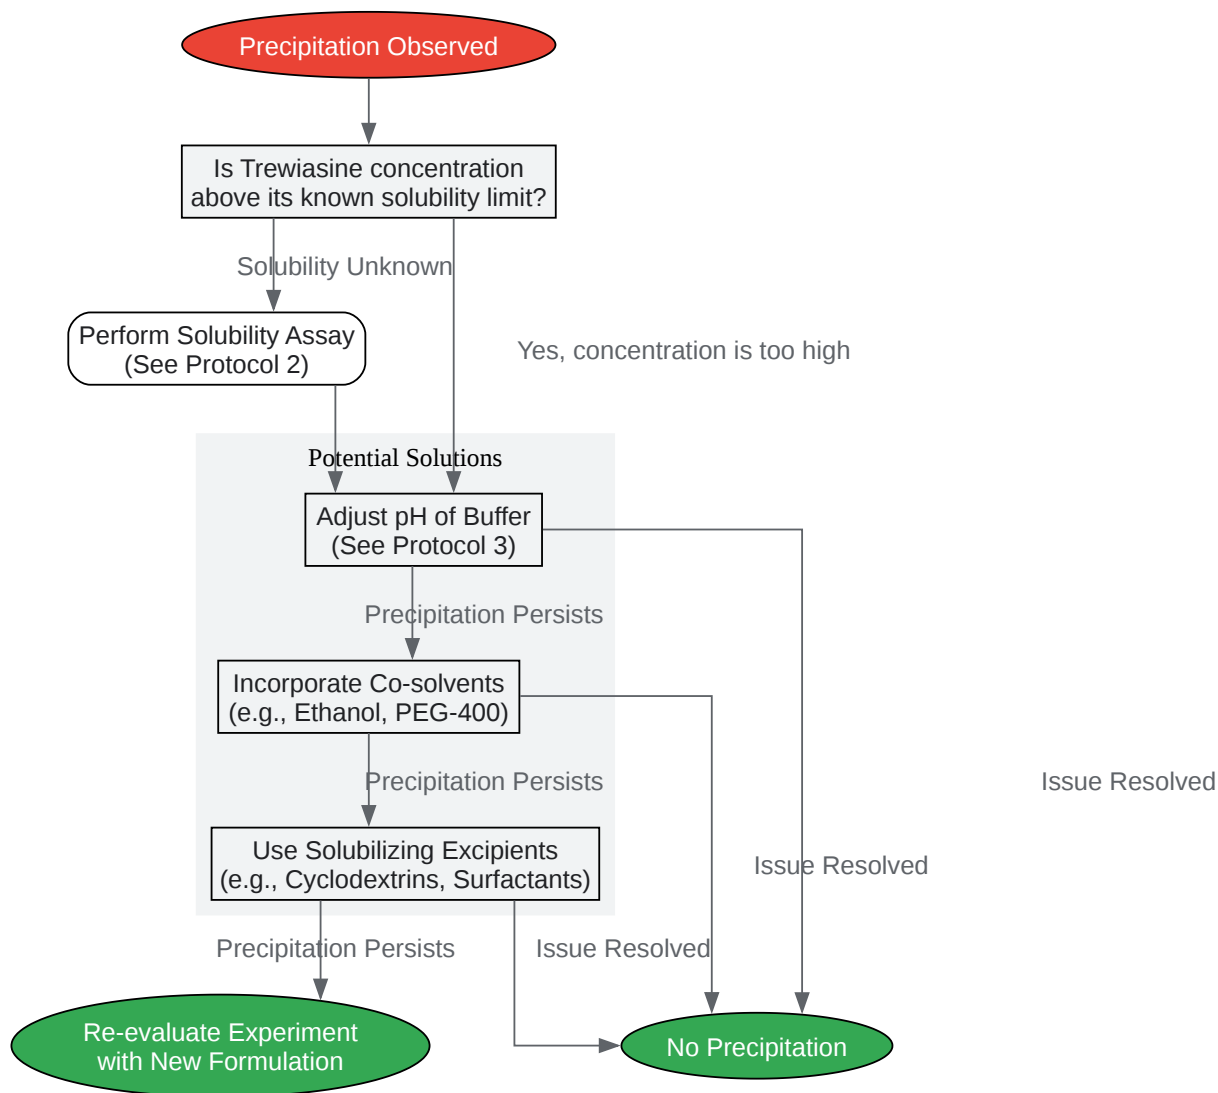 Precipitation Observed
Is Trewiasine concentration
above its known solubility limit?
Solubility Unknown
Perform Solubility Assay
(See Protocol 2)
Yes, concentration is too high
Potential Solutions
Adjust pH of Buffer
(See Protocol 3)
Precipitation Persists
Incorporate Co-solvents
(e.g., Ethanol, PEG-400)
Precipitation Persists
Issue Resolved
Use Solubilizing Excipients
(e.g., Cyclodextrins, Surfactants)
Issue Resolved
Precipitation Persists
Issue Resolved
Re-evaluate Experiment
with New Formulation
No Precipitation